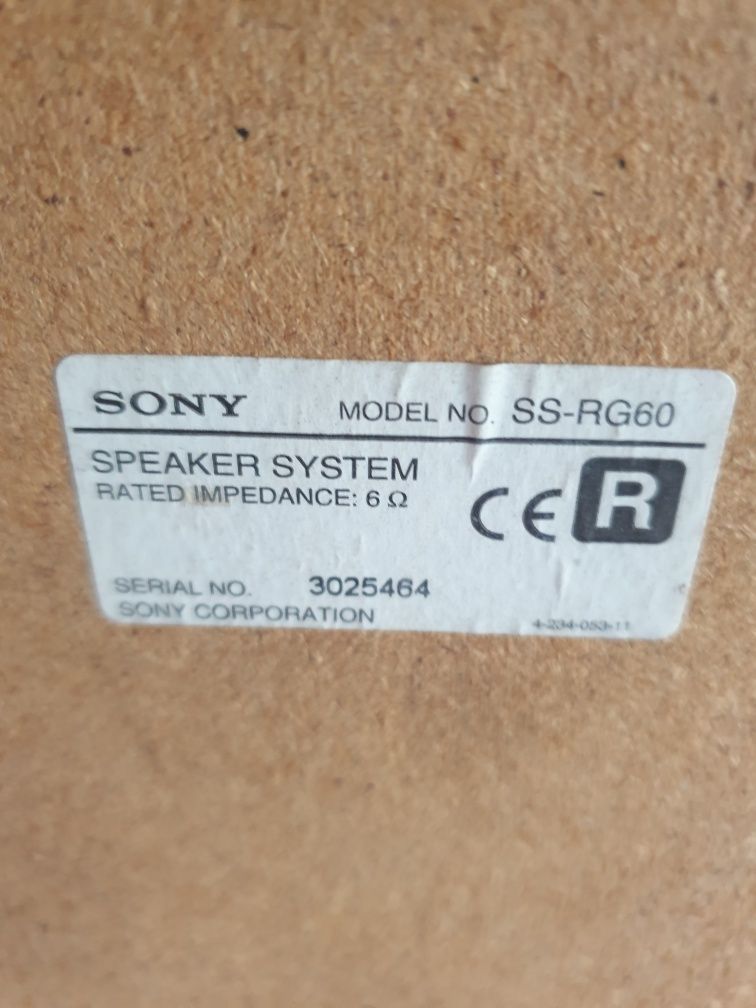 SONY MODEL NO. SS-RG60
SPEAKER SYSTEM
RATED IMPEDANCE: 6 Ω
CE R
SERIAL NO. 3025464
SONY CORPORATION 4-234-053-11